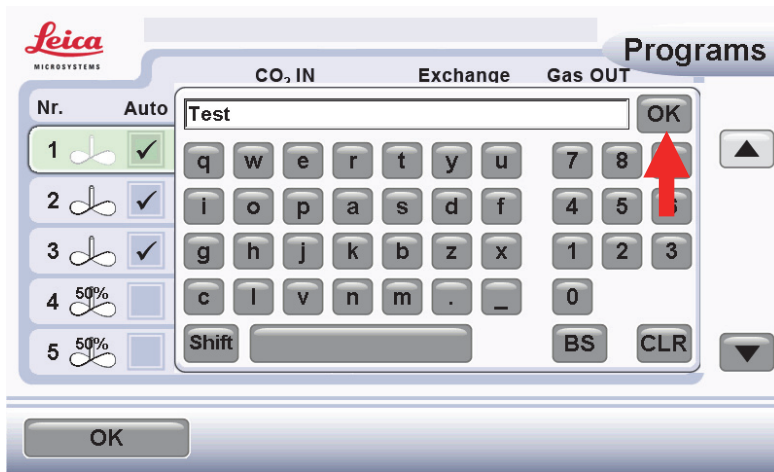 Leica
MICROSYSTEMS
Programs
CO₂ IN Exchange Gas OUT
Nr. Auto
Test OK
1 q w e r t y u 7 8
2 i o p a s d f 4 5 6
3 g h j k b z x 1 2 3
4 50% c l v n m . _ 0
5 50% Shift BS CLR
OK